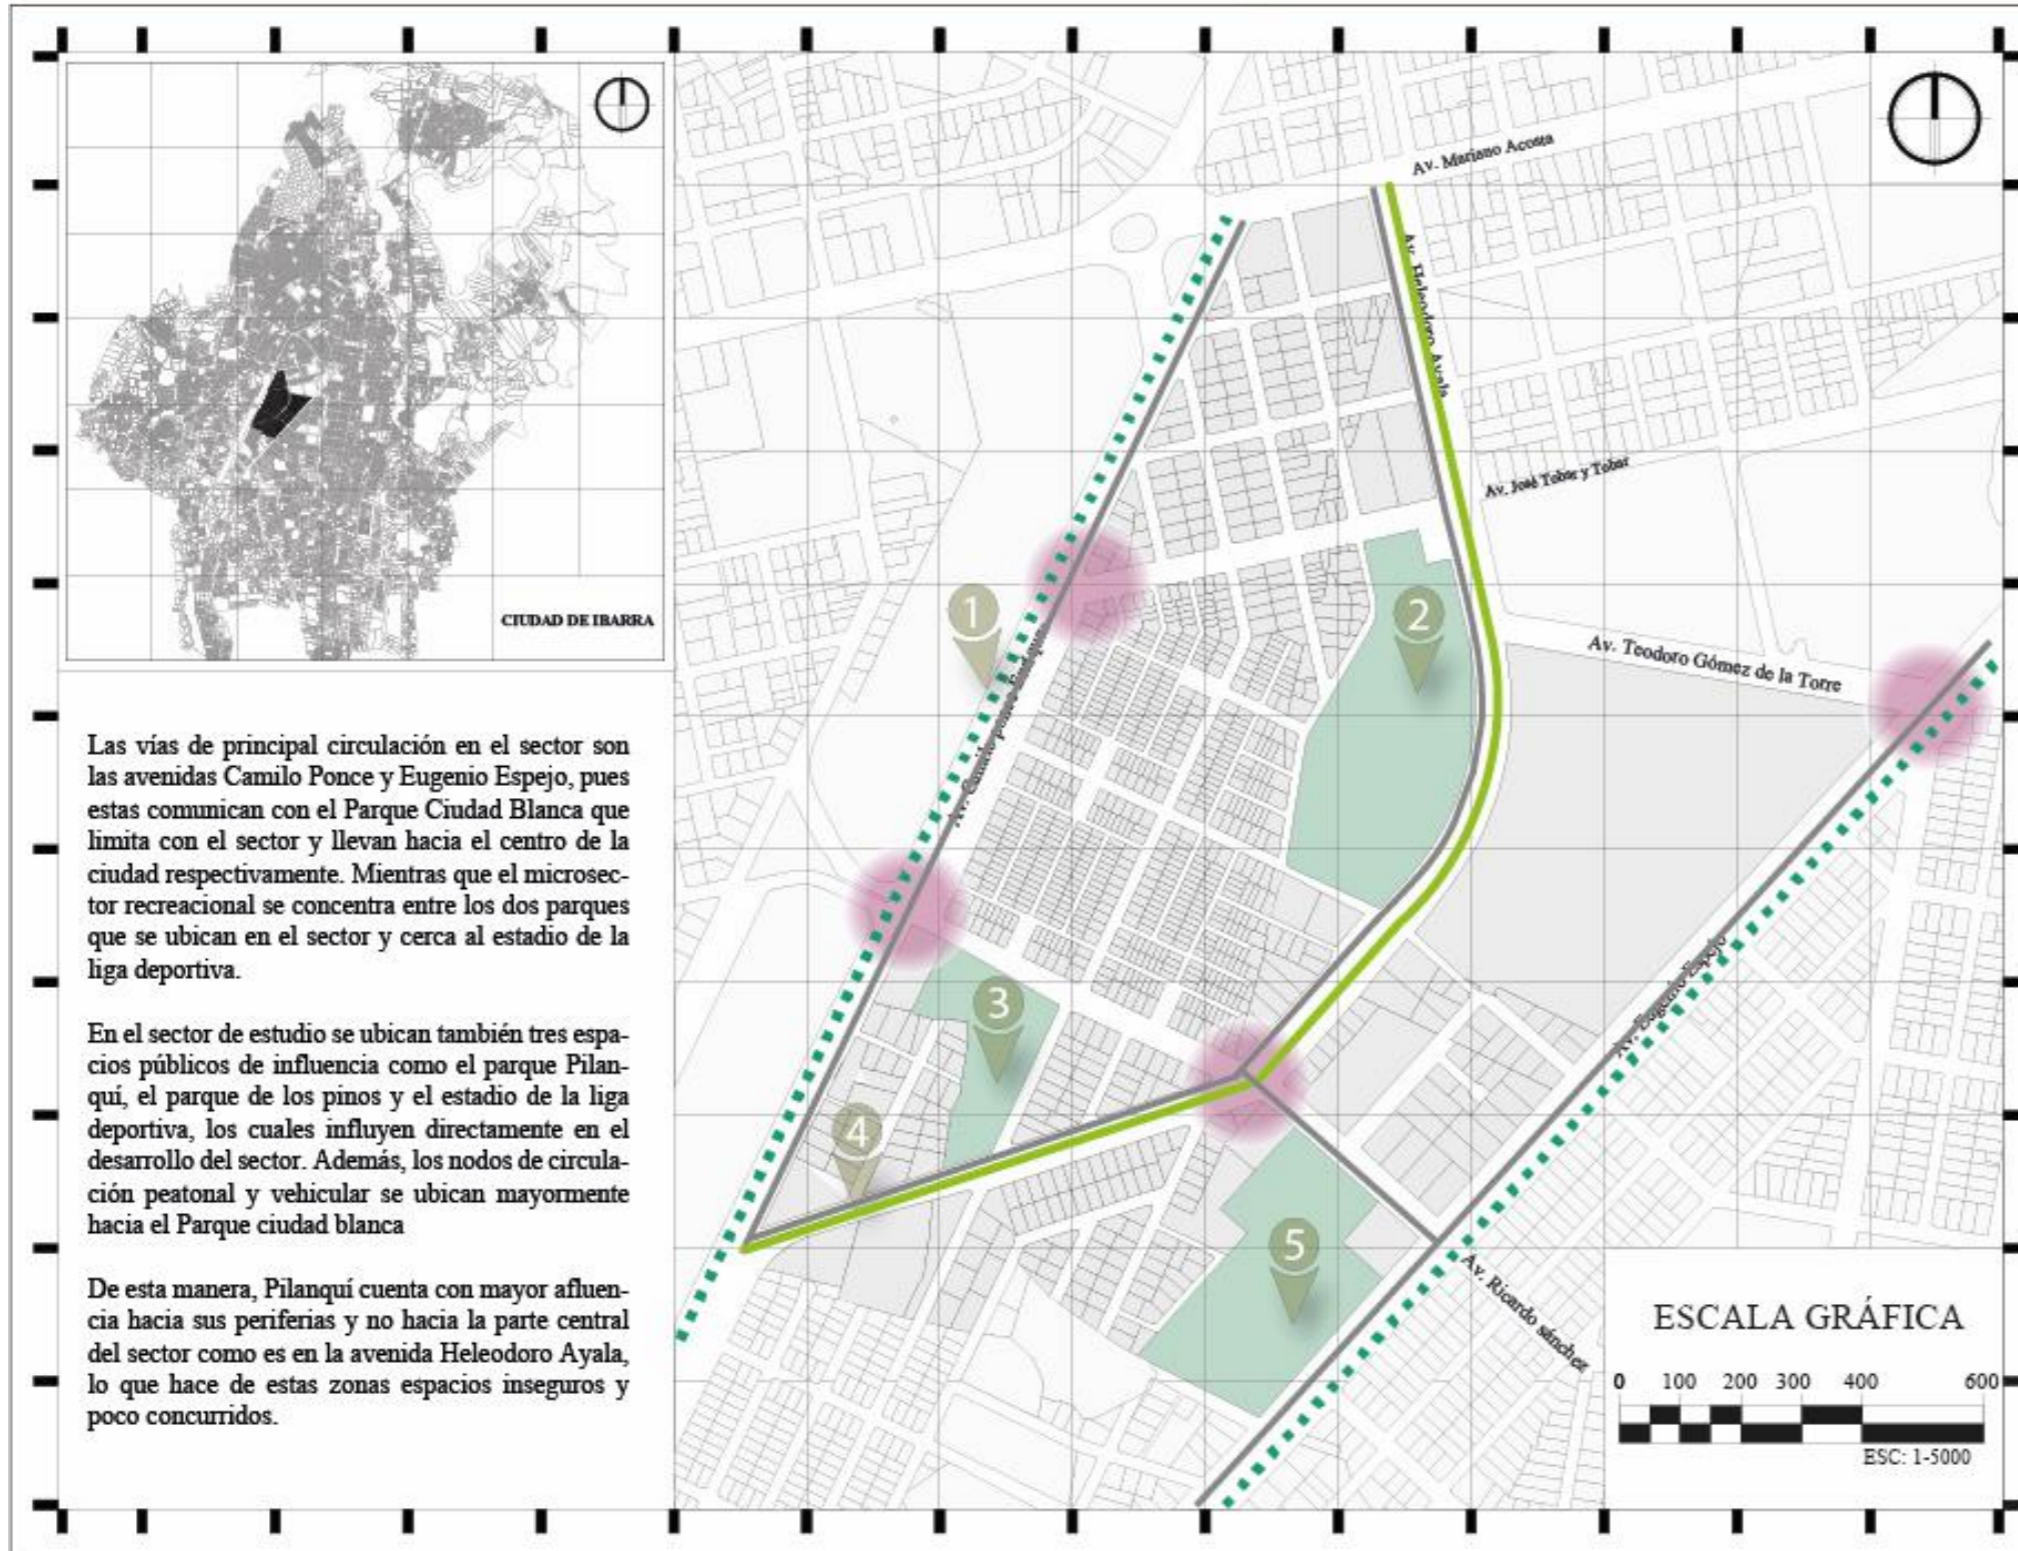 CIUDAD DE IBARRA
Las vías de principal circulación en el sector son
las avenidas Camilo Ponce y Eugenio Espejo, pues
estas comunican con el Parque Ciudad Blanca que
limita con el sector y llevan hacia el centro de la
ciudad respectivamente. Mientras que el microsec-
tor recreacional se concentra entre los dos parques
que se ubican en el sector y cerca al estadio de la
liga deportiva.
En el sector de estudio se ubican también tres espa-
cios públicos de influencia como el parque Pilan-
quí, el parque de los pinos y el estadio de la liga
deportiva, los cuales influyen directamente en el
desarrollo del sector. Además, los nodos de circula-
ción peatonal y vehicular se ubican mayormente
hacia el Parque ciudad blanca
De esta manera, Pilanquí cuenta con mayor afluen-
cia hacia sus periferias y no hacia la parte central
del sector como es en la avenida Heleodoro Ayala,
lo que hace de estas zonas espacios inseguros y
poco concurridos.
Av. Mariano Acosta
Av. Heleodoro Ayala
Av. José Tobar y Tobar
1
2
Av. Teodoro Gómez de la Torre
Av. Camilo ponce
3
Av. Eugenio Espejo
4
5
Av. Ricardo sánchez
ESCALA GRÁFICA
0 100 200 300 400 600
ESC: 1-5000